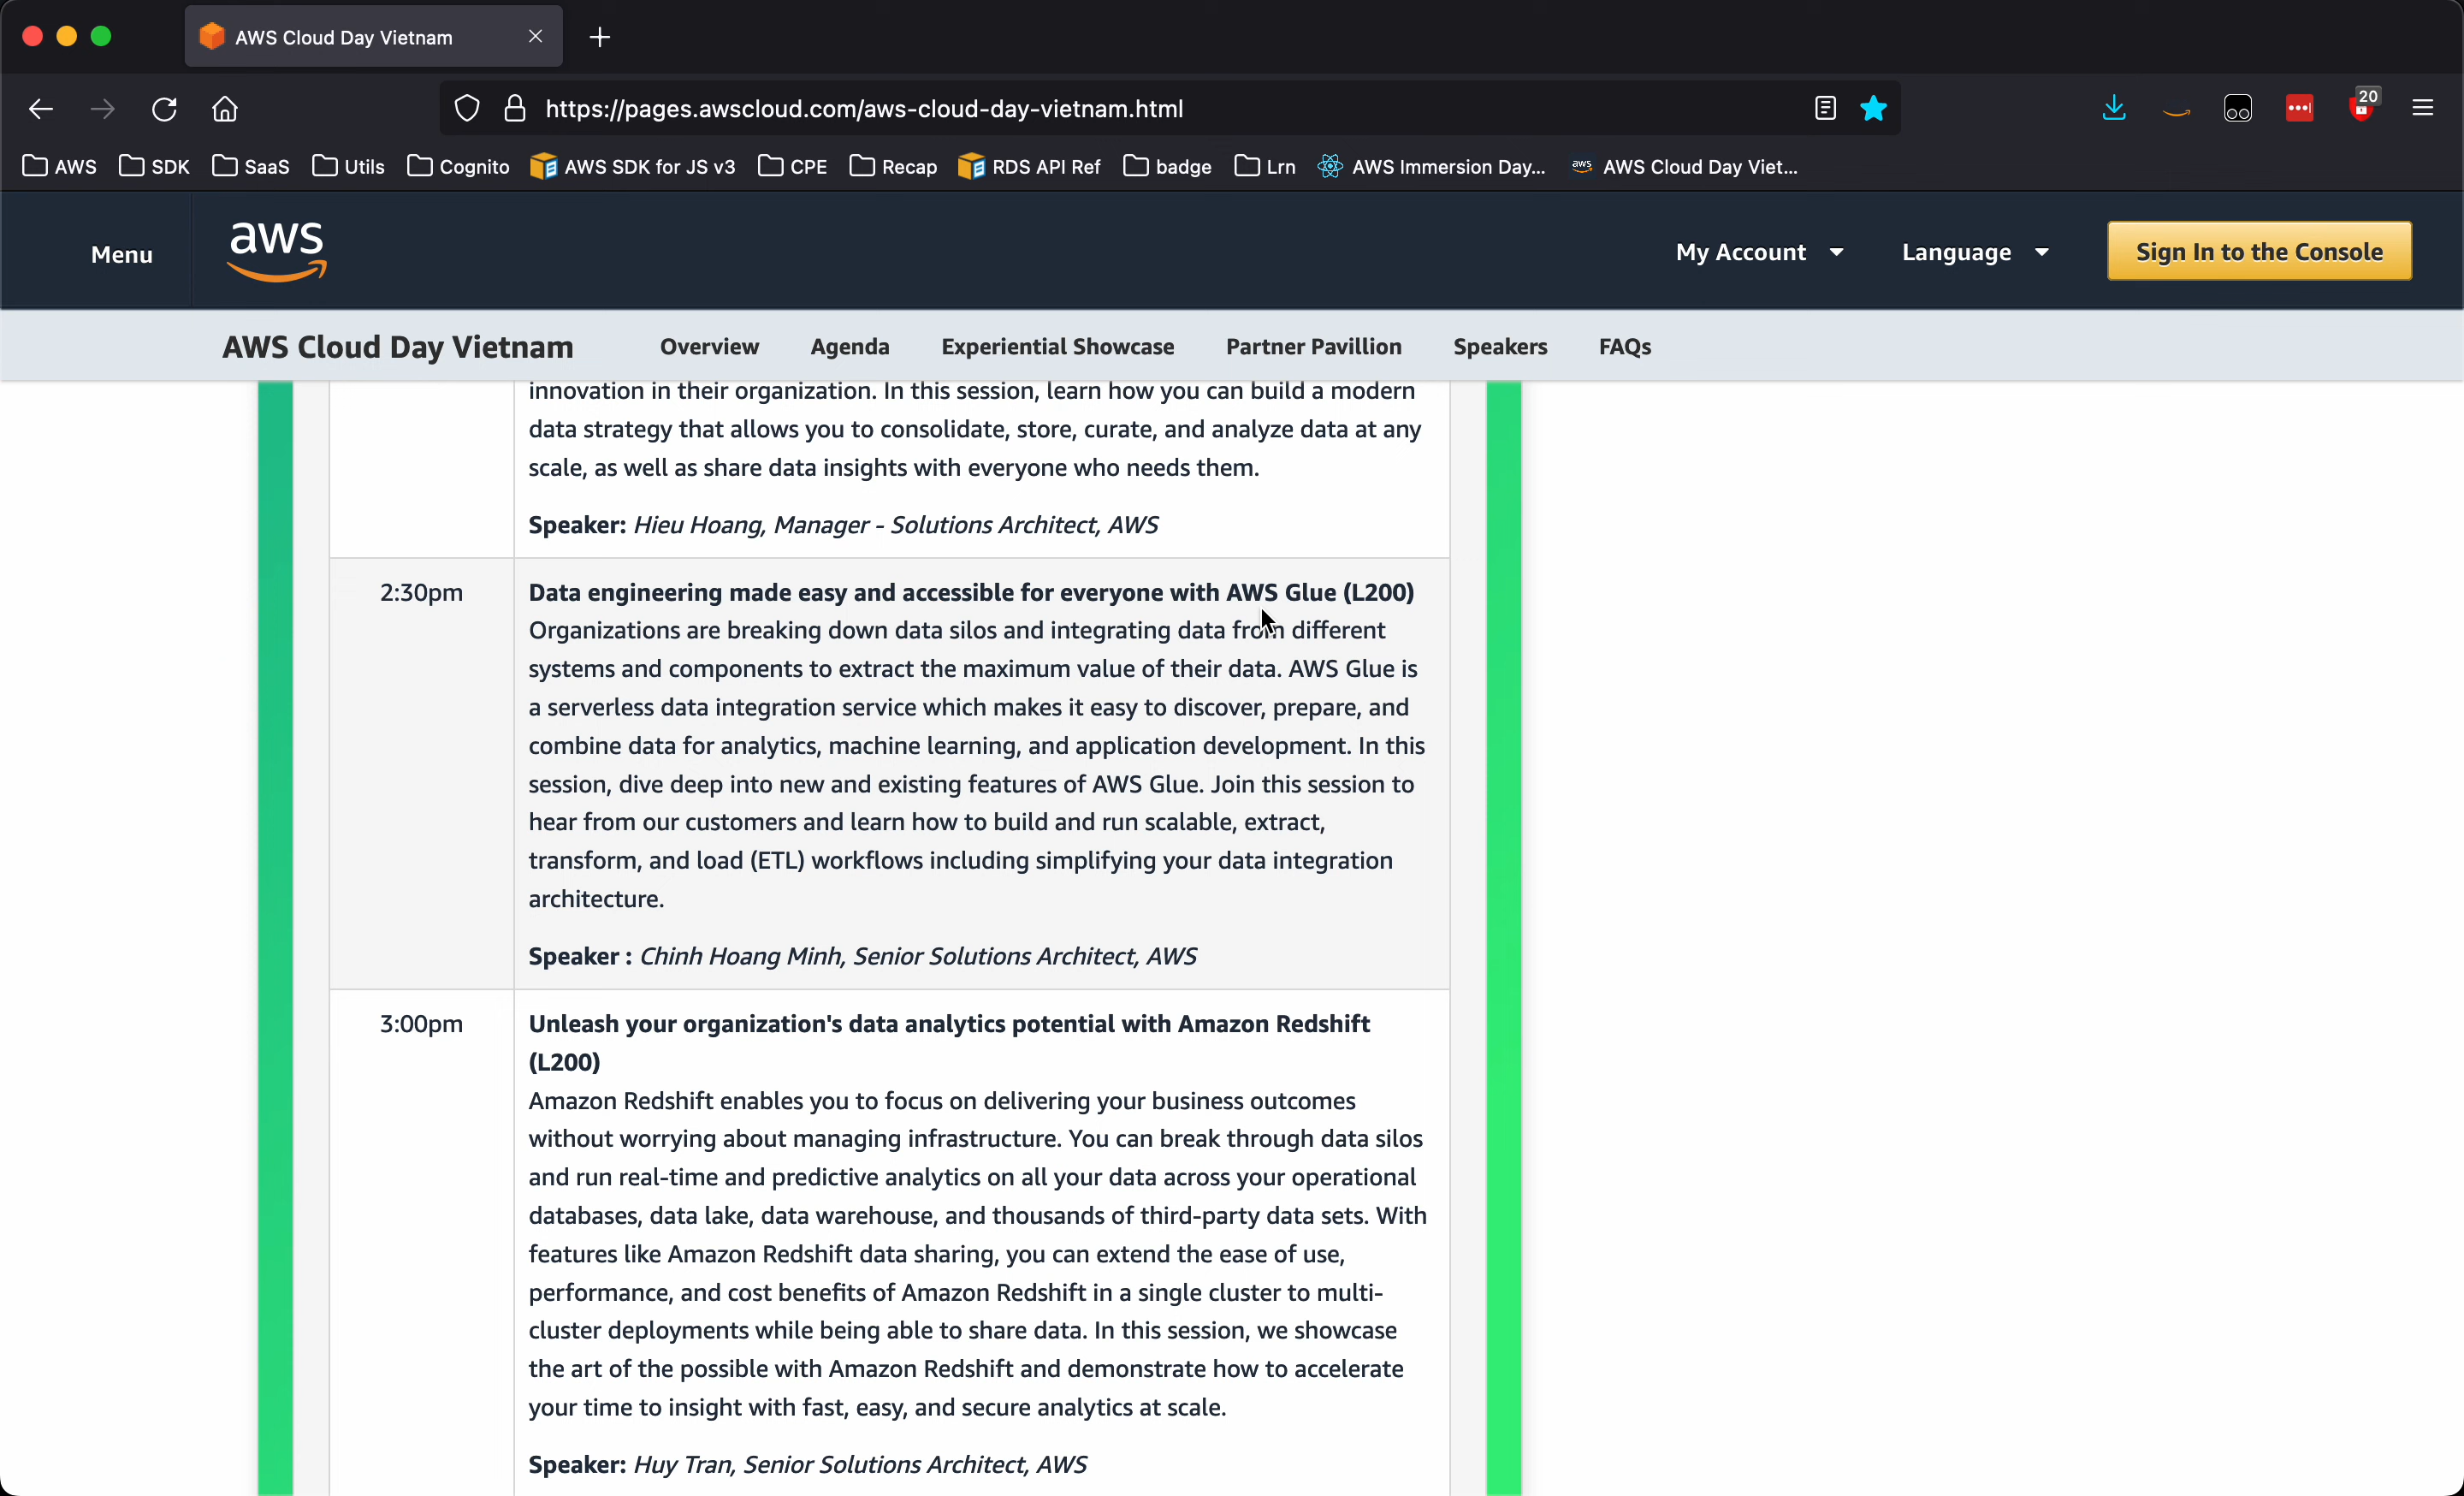 AWS Cloud Day Vietnam
https://pages.awscloud.com/aws-cloud-day-vietnam.html
20
AWS SDK SaaS Utils Cognito AWS SDK for JS v3 CPE Recap RDS API Ref badge Lrn AWS Immersion Day... aws AWS Cloud Day Viet...
Menu aws My Account Language Sign In to the Console
AWS Cloud Day Vietnam Overview Agenda Experiential Showcase Partner Pavillion Speakers FAQs
innovation in their organization. In this session, learn how you can build a modern
data strategy that allows you to consolidate, store, curate, and analyze data at any
scale, as well as share data insights with everyone who needs them.
Speaker: Hieu Hoang, Manager - Solutions Architect, AWS
2:30pm Data engineering made easy and accessible for everyone with AWS Glue (L200)
Organizations are breaking down data silos and integrating data from different
systems and components to extract the maximum value of their data. AWS Glue is
a serverless data integration service which makes it easy to discover, prepare, and
combine data for analytics, machine learning, and application development. In this
session, dive deep into new and existing features of AWS Glue. Join this session to
hear from our customers and learn how to build and run scalable, extract,
transform, and load (ETL) workflows including simplifying your data integration
architecture.
Speaker : Chinh Hoang Minh, Senior Solutions Architect, AWS
3:00pm Unleash your organization's data analytics potential with Amazon Redshift
(L200)
Amazon Redshift enables you to focus on delivering your business outcomes
without worrying about managing infrastructure. You can break through data silos
and run real-time and predictive analytics on all your data across your operational
databases, data lake, data warehouse, and thousands of third-party data sets. With
features like Amazon Redshift data sharing, you can extend the ease of use,
performance, and cost benefits of Amazon Redshift in a single cluster to multi-
cluster deployments while being able to share data. In this session, we showcase
the art of the possible with Amazon Redshift and demonstrate how to accelerate
your time to insight with fast, easy, and secure analytics at scale.
Speaker: Huy Tran, Senior Solutions Architect, AWS